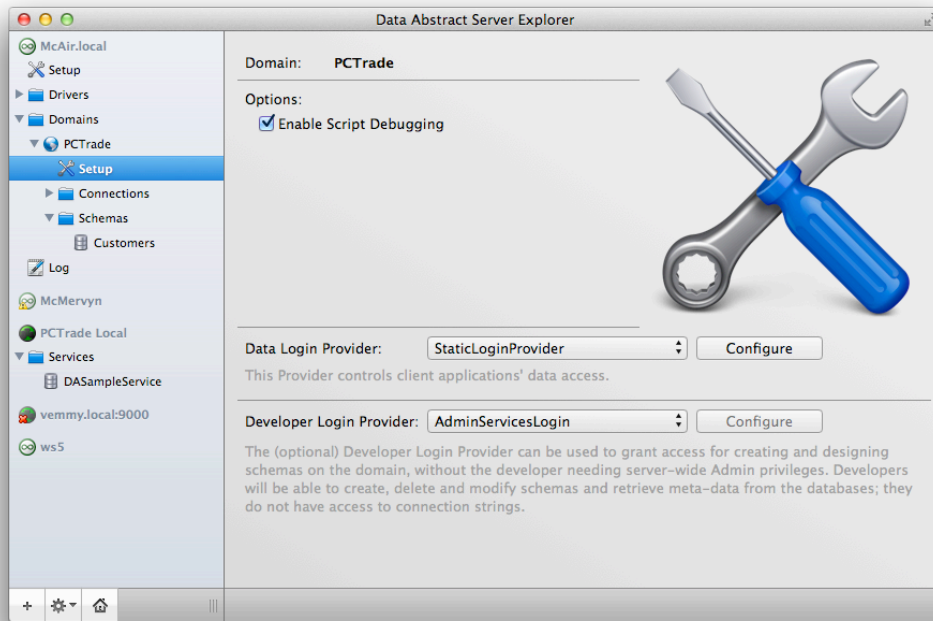 Data Abstract Server Explorer
McAir.local
Setup
Drivers
Domains
PCTrade
Setup
Connections
Schemas
Customers
Log
McMervyn
PCTrade Local
Services
DASampleService
vemmy.local:9000
ws5
Domain: PCTrade
Options:
Enable Script Debugging
Data Login Provider: StaticLoginProvider Configure
This Provider controls client applications' data access.
Developer Login Provider: AdminServicesLogin Configure
The (optional) Developer Login Provider can be used to grant access for creating and designing
schemas on the domain, without the developer needing server-wide Admin privileges. Developers
will be able to create, delete and modify schemas and retrieve meta-data from the databases; they
do not have access to connection strings.